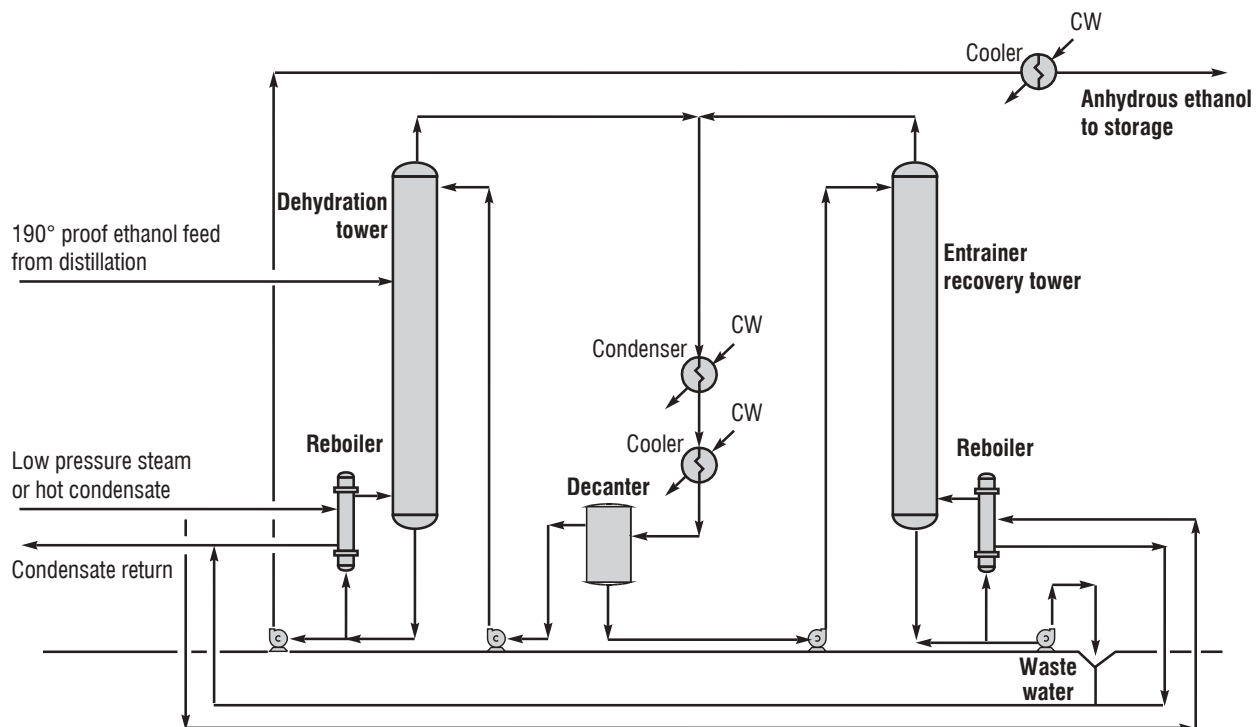 CW
Cooler
Anhydrous ethanol
to storage
Dehydration
tower
190° proof ethanol feed
from distillation
Entrainer
recovery tower
CW
Condenser
CW
Cooler
Reboiler
Reboiler
Low pressure steam
or hot condensate
Decanter
Condensate return
C
C
C
C
Waste
water